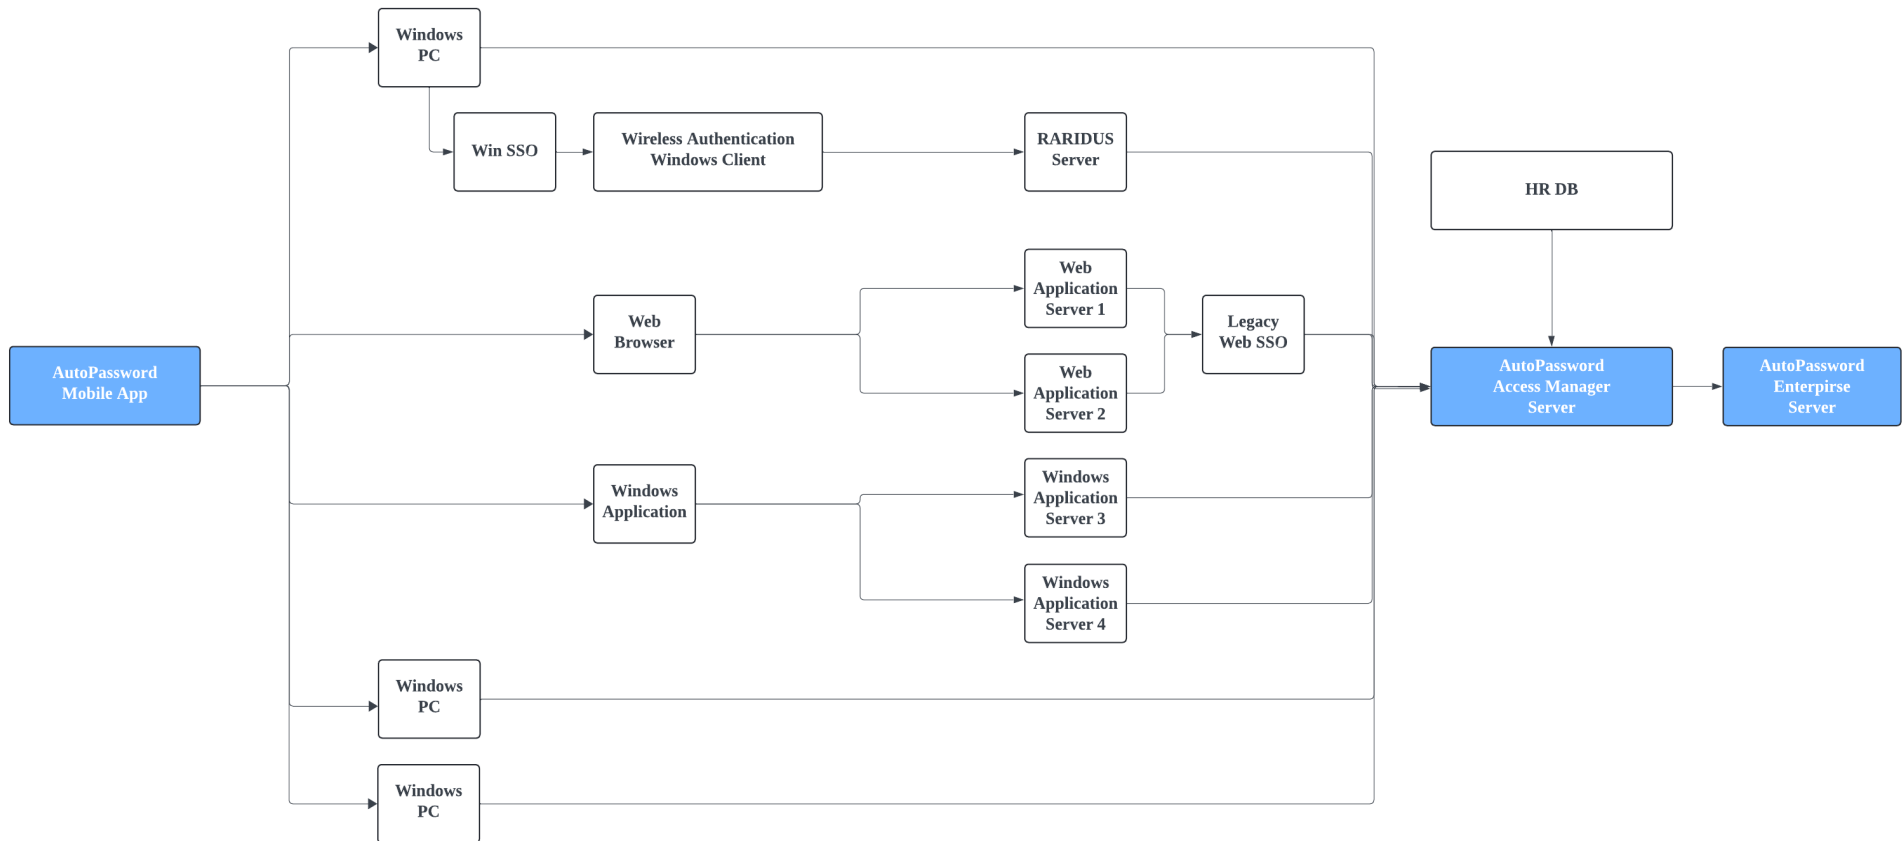 Windows
PC
Win SSO
Wireless Authentication
Windows Client
RARIDUS
Server
HR DB
Web
Application
Server 1
Web
Browser
Legacy
Web SSO
AutoPassword
Mobile App
Web
Application
Server 2
AutoPassword
Access Manager
Server
AutoPassword
Enterpirse
Server
Windows
Application
Windows
Application
Server 3
Windows
Application
Server 4
Windows
PC
Windows
PC